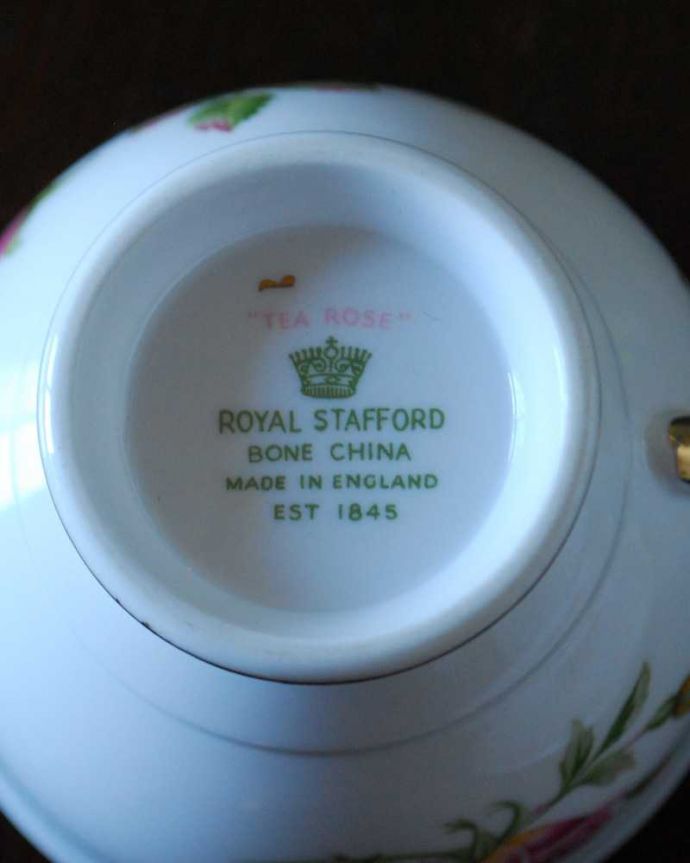 "TEA ROSE"
ROYAL STAFFORD
BONE CHINA
MADE IN ENGLAND
EST 1845